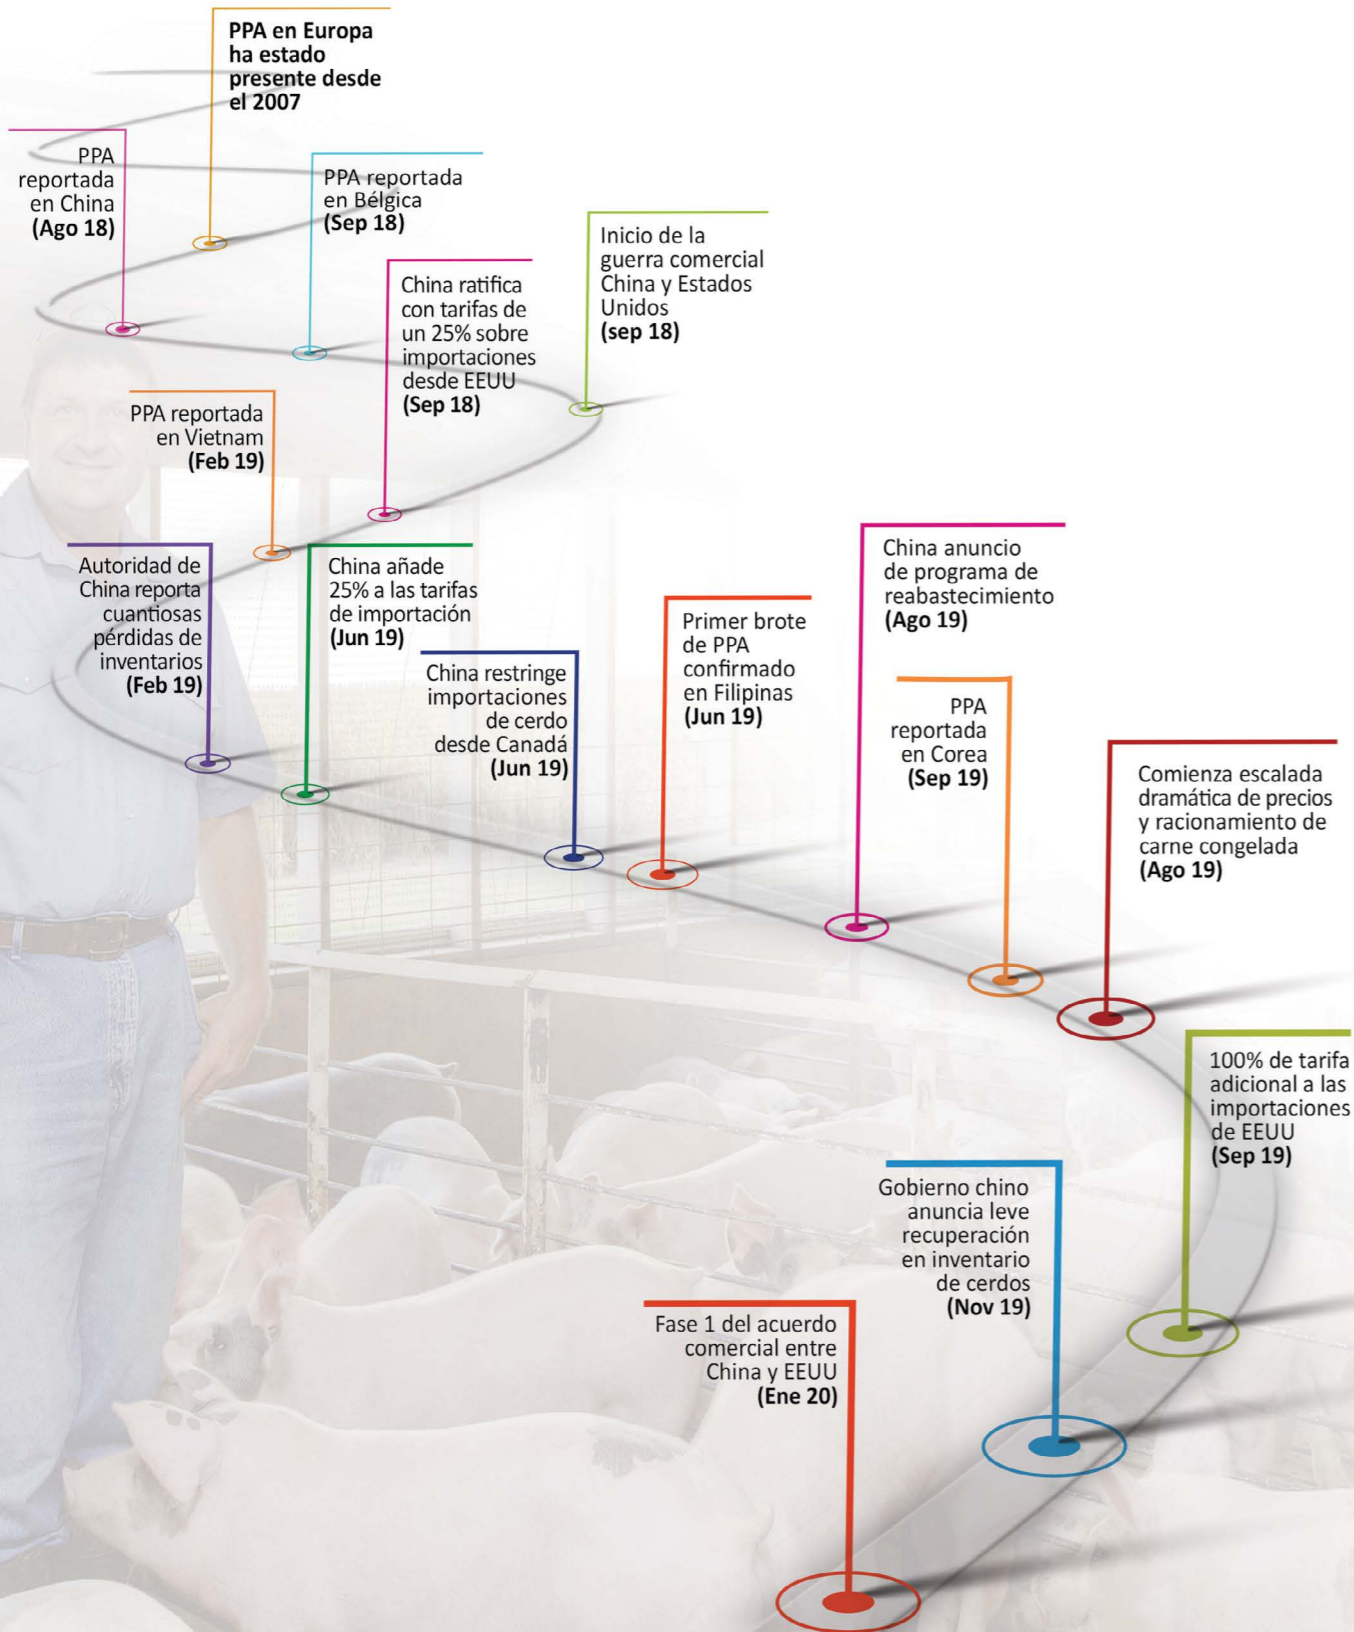 PPA en Europa
ha estado
presente desde
el 2007
PPA
reportada
en China
(Ago 18)
PPA reportada
en Bélgica
(Sep 18)
Inicio de la
guerra comercial
China y Estados
Unidos
(sep 18)
China ratifica
con tarifas de
un 25% sobre
importaciones
desde EEUU
(Sep 18)
PPA reportada
en Vietnam
(Feb 19)
Autoridad de
China reporta
cuantiosas
pérdidas de
inventarios
(Feb 19)
China añade
25% a las tarifas
de importación
(Jun 19)
China restringe
importaciones
de cerdo
desde Canadá
(Jun 19)
Primer brote
de PPA
confirmado
en Filipinas
(Jun 19)
China anuncio
de programa de
reabastecimiento
(Ago 19)
PPA
reportada
en Corea
(Sep 19)
Comienza escalada
dramática de precios
y racionamiento de
carne congelada
(Ago 19)
100% de tarifa
adicional a las
importaciones
de EEUU
(Sep 19)
Gobierno chino
anuncia leve
recuperación
en inventario
de cerdos
(Nov 19)
Fase 1 del acuerdo
comercial entre
China y EEUU
(Ene 20)